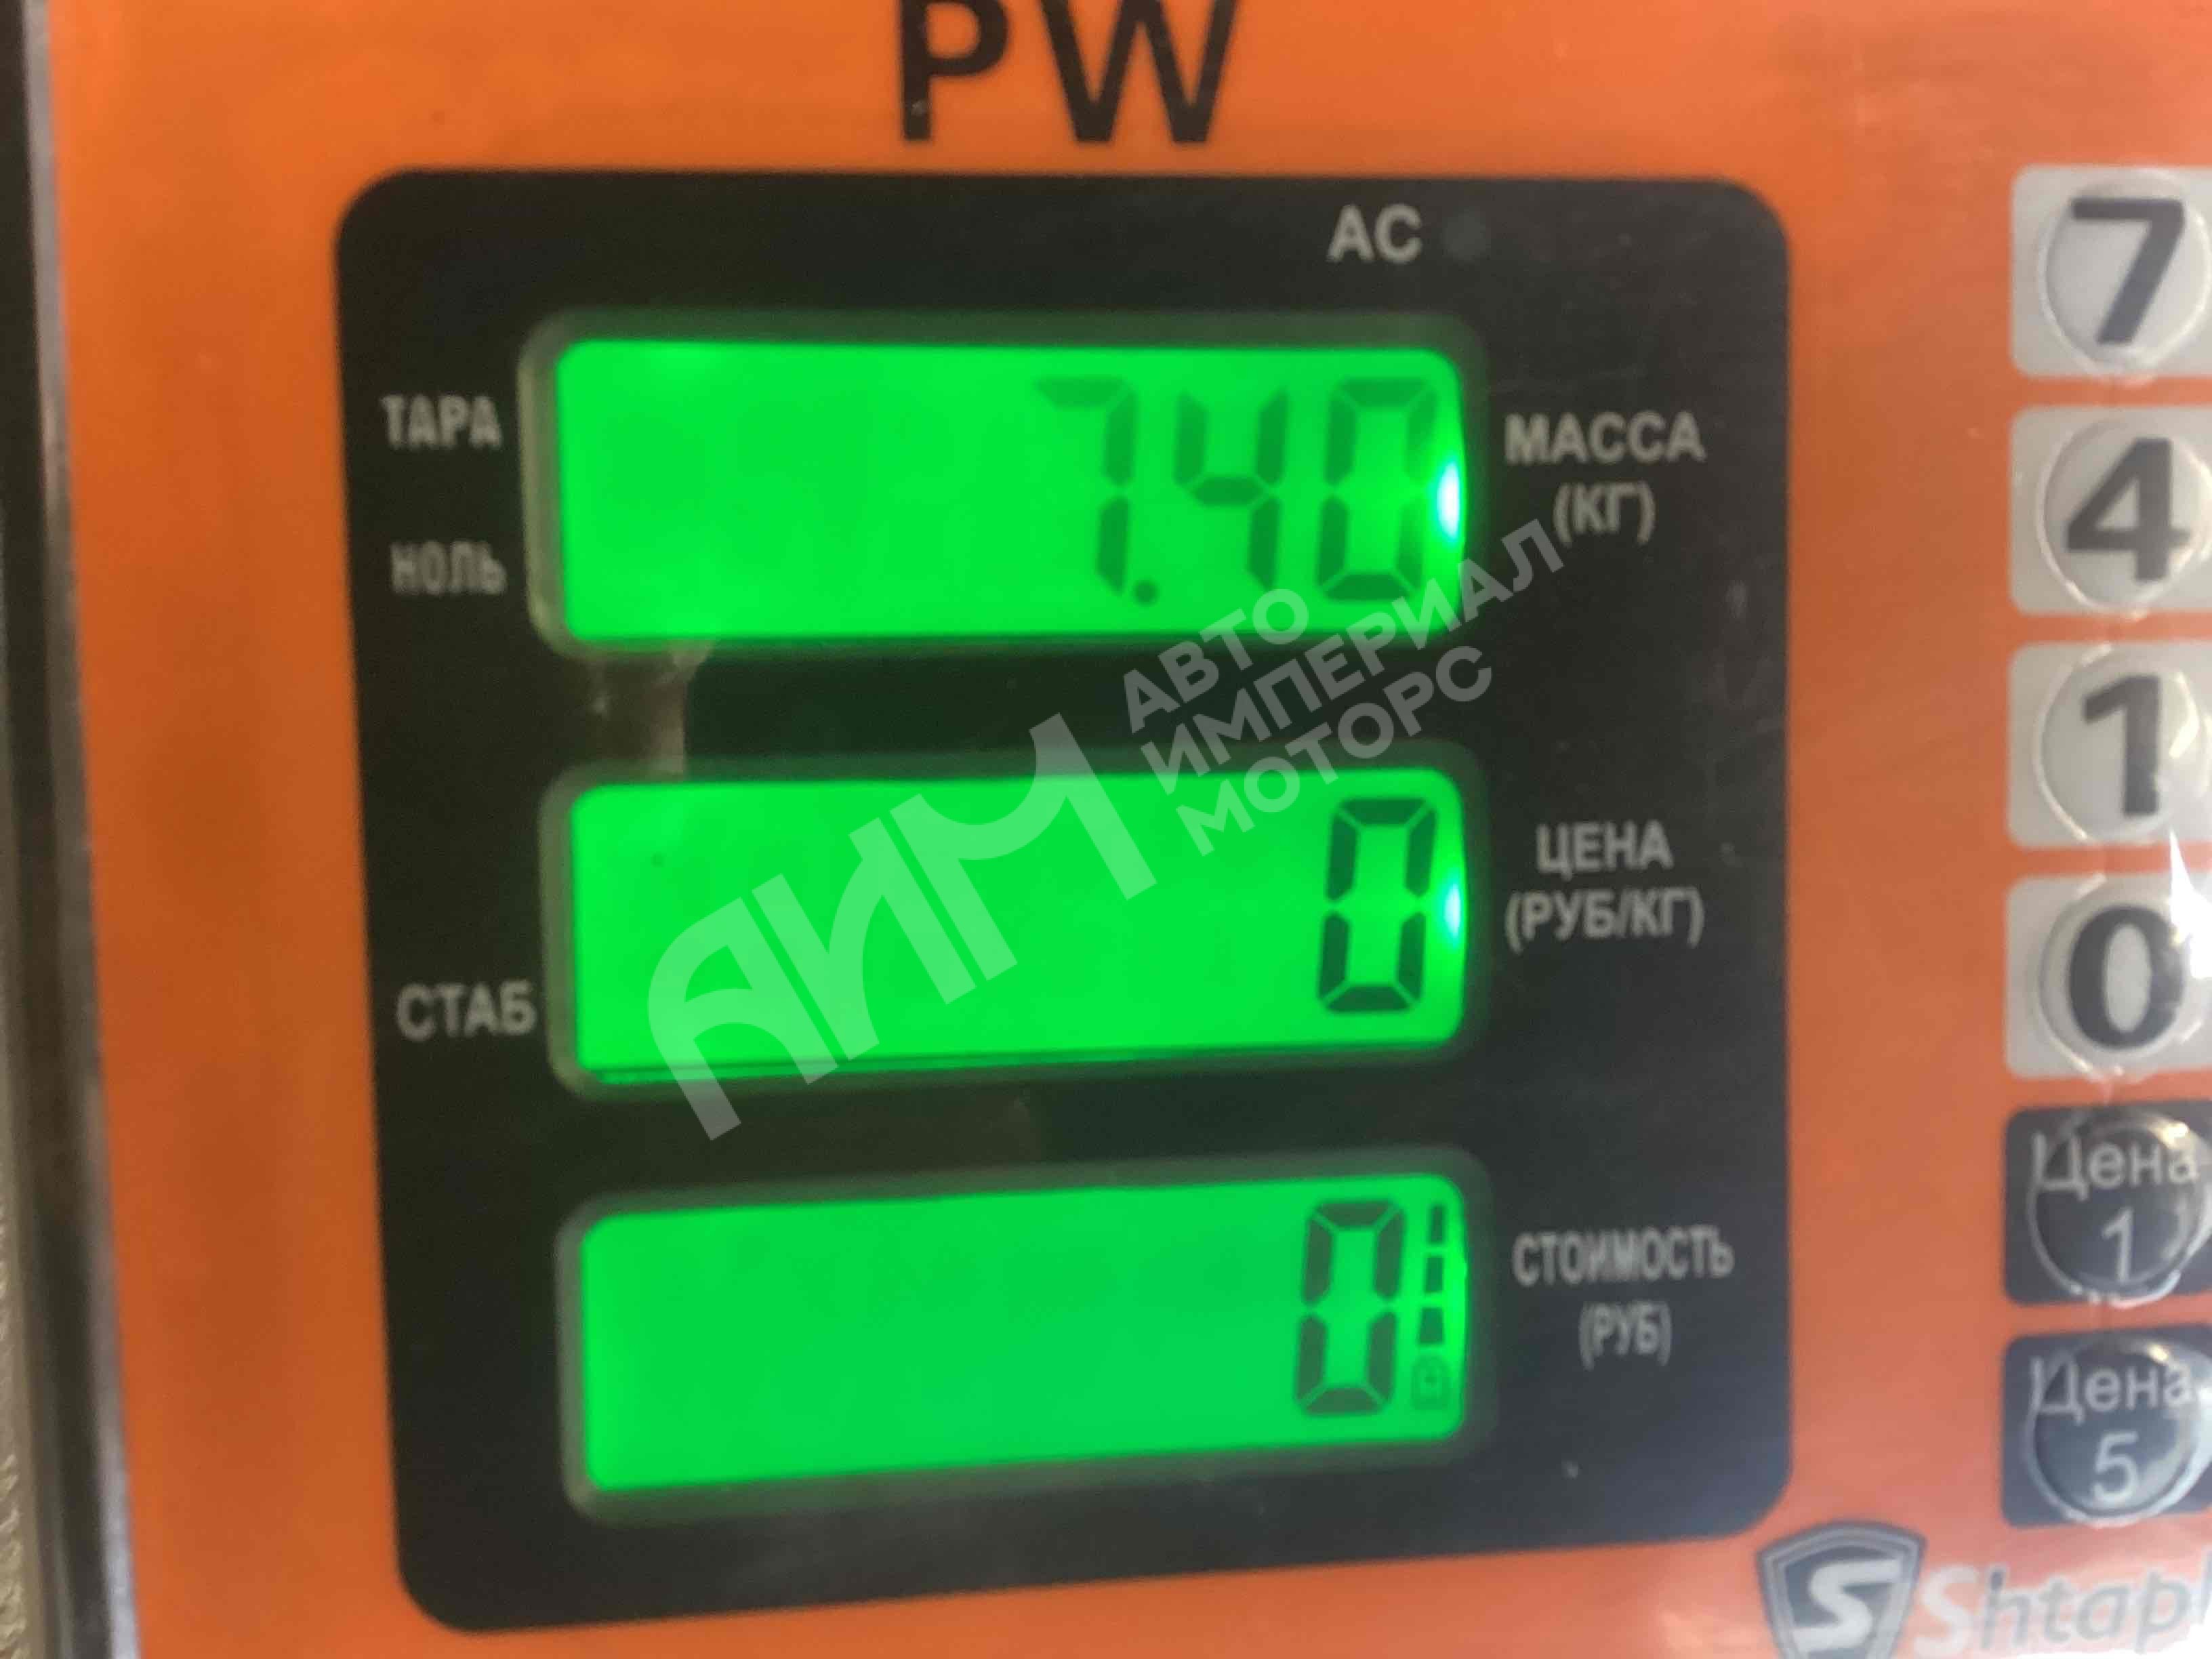 PW
AC
ТАРА
НОЛЬ
7.40
МАССА
(КГ)
АВТО
ИМПЕРИАЛ
МОТОРС
АИМ
СТАБ
0
ЦЕНА
(РУБ/КГ)
0
СТОИМОСТЬ
(РУБ)
7
4
1
0
Цена
1
Цена
5
S
Shtap